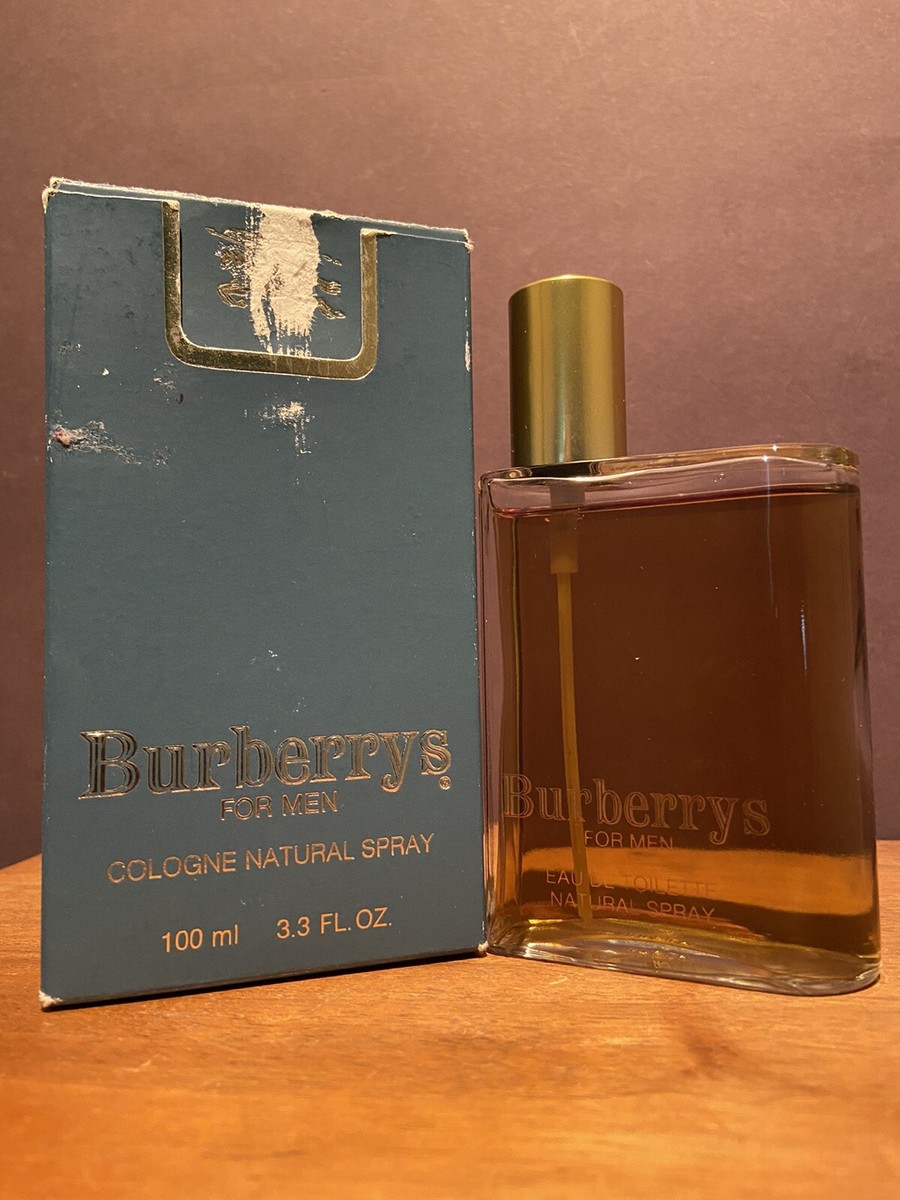 Burberrys®
FOR MEN
COLOGNE NATURAL SPRAY
100 ml 3.3 FL. OZ.
Burberrys
FOR MEN
EAU DE TOILETTE
NATURAL SPRAY